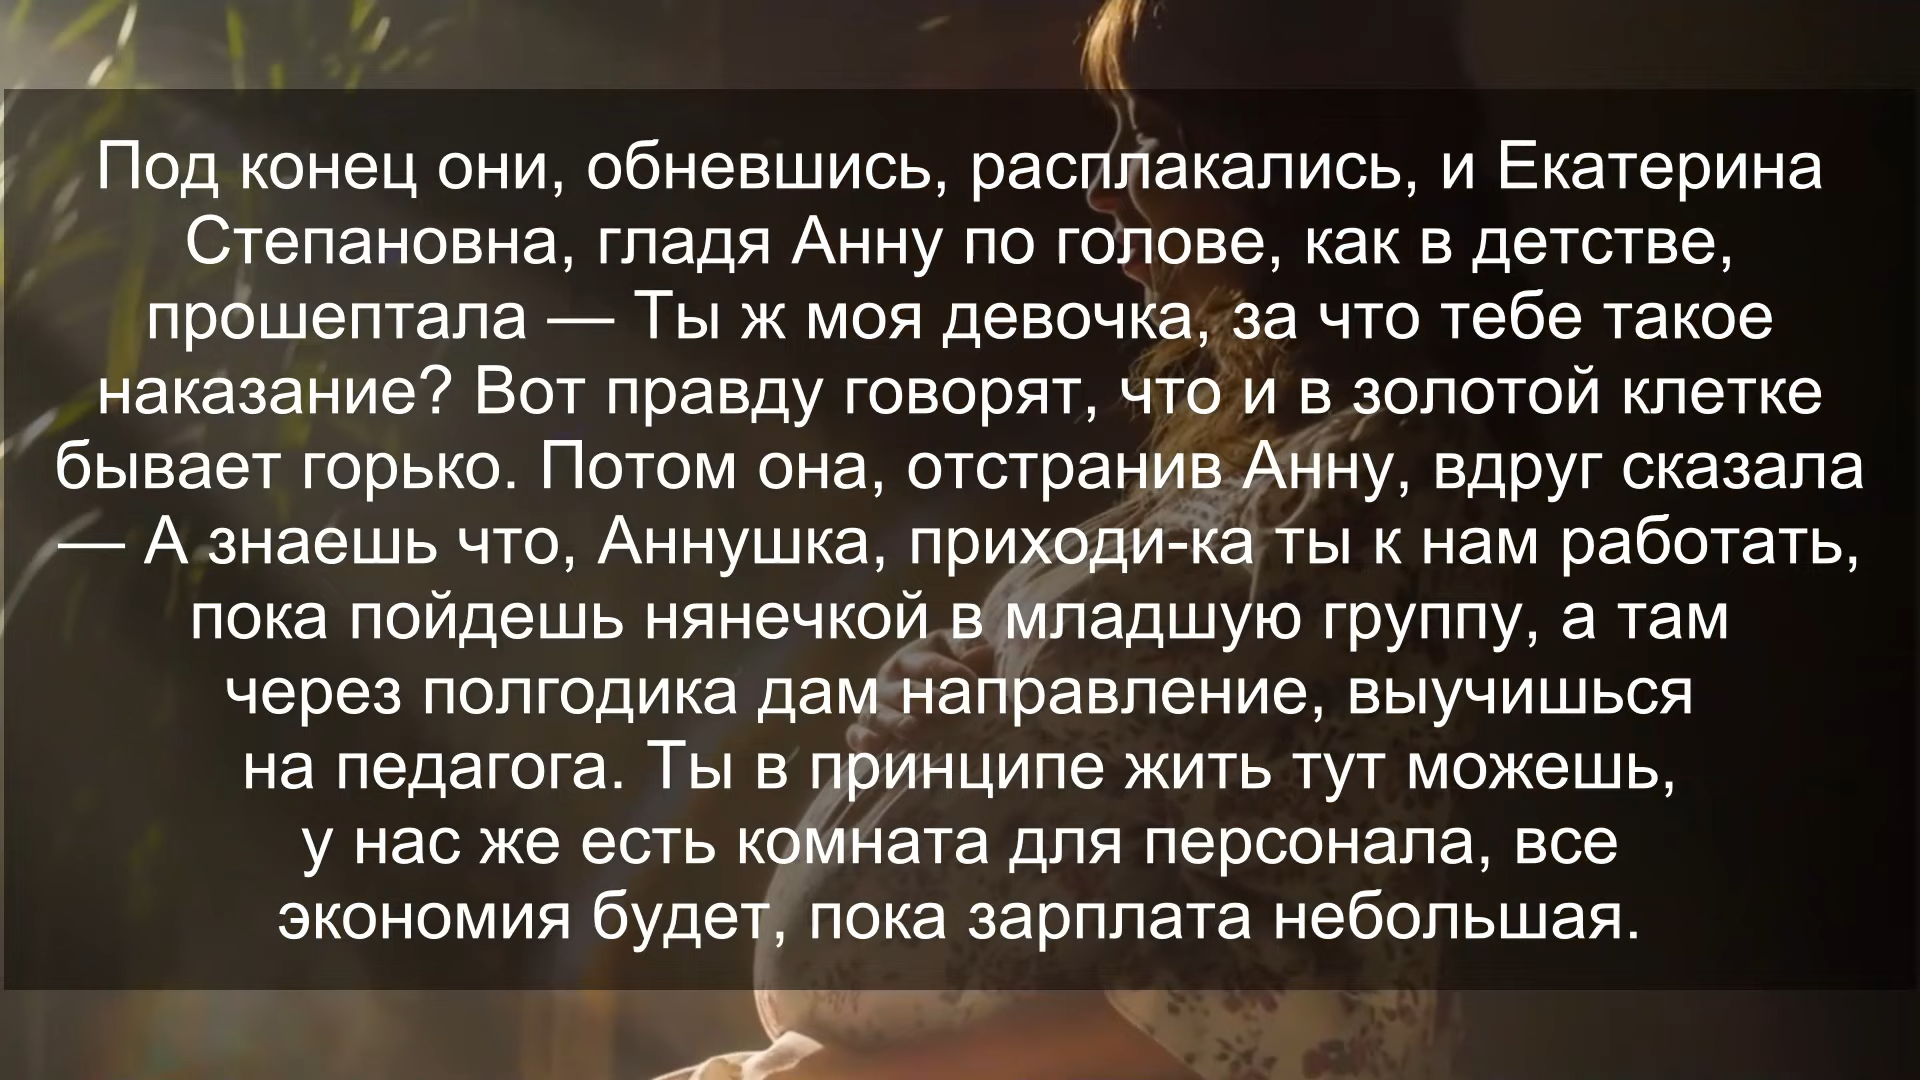 Под конец они, обневшись, расплакались, и Екатерина
Степановна, гладя Анну по голове, как в детстве,
прошептала — Ты ж моя девочка, за что тебе такое
наказание? Вот правду говорят, что и в золотой клетке
бывает горько. Потом она, отстранив Анну, вдруг сказала
— А знаешь что, Аннушка, приходи-ка ты к нам работать,
пока пойдешь нянечкой в младшую группу, а там
через полгодика дам направление, выучишься
на педагога. Ты в принципе жить тут можешь,
у нас же есть комната для персонала, все
экономия будет, пока зарплата небольшая.